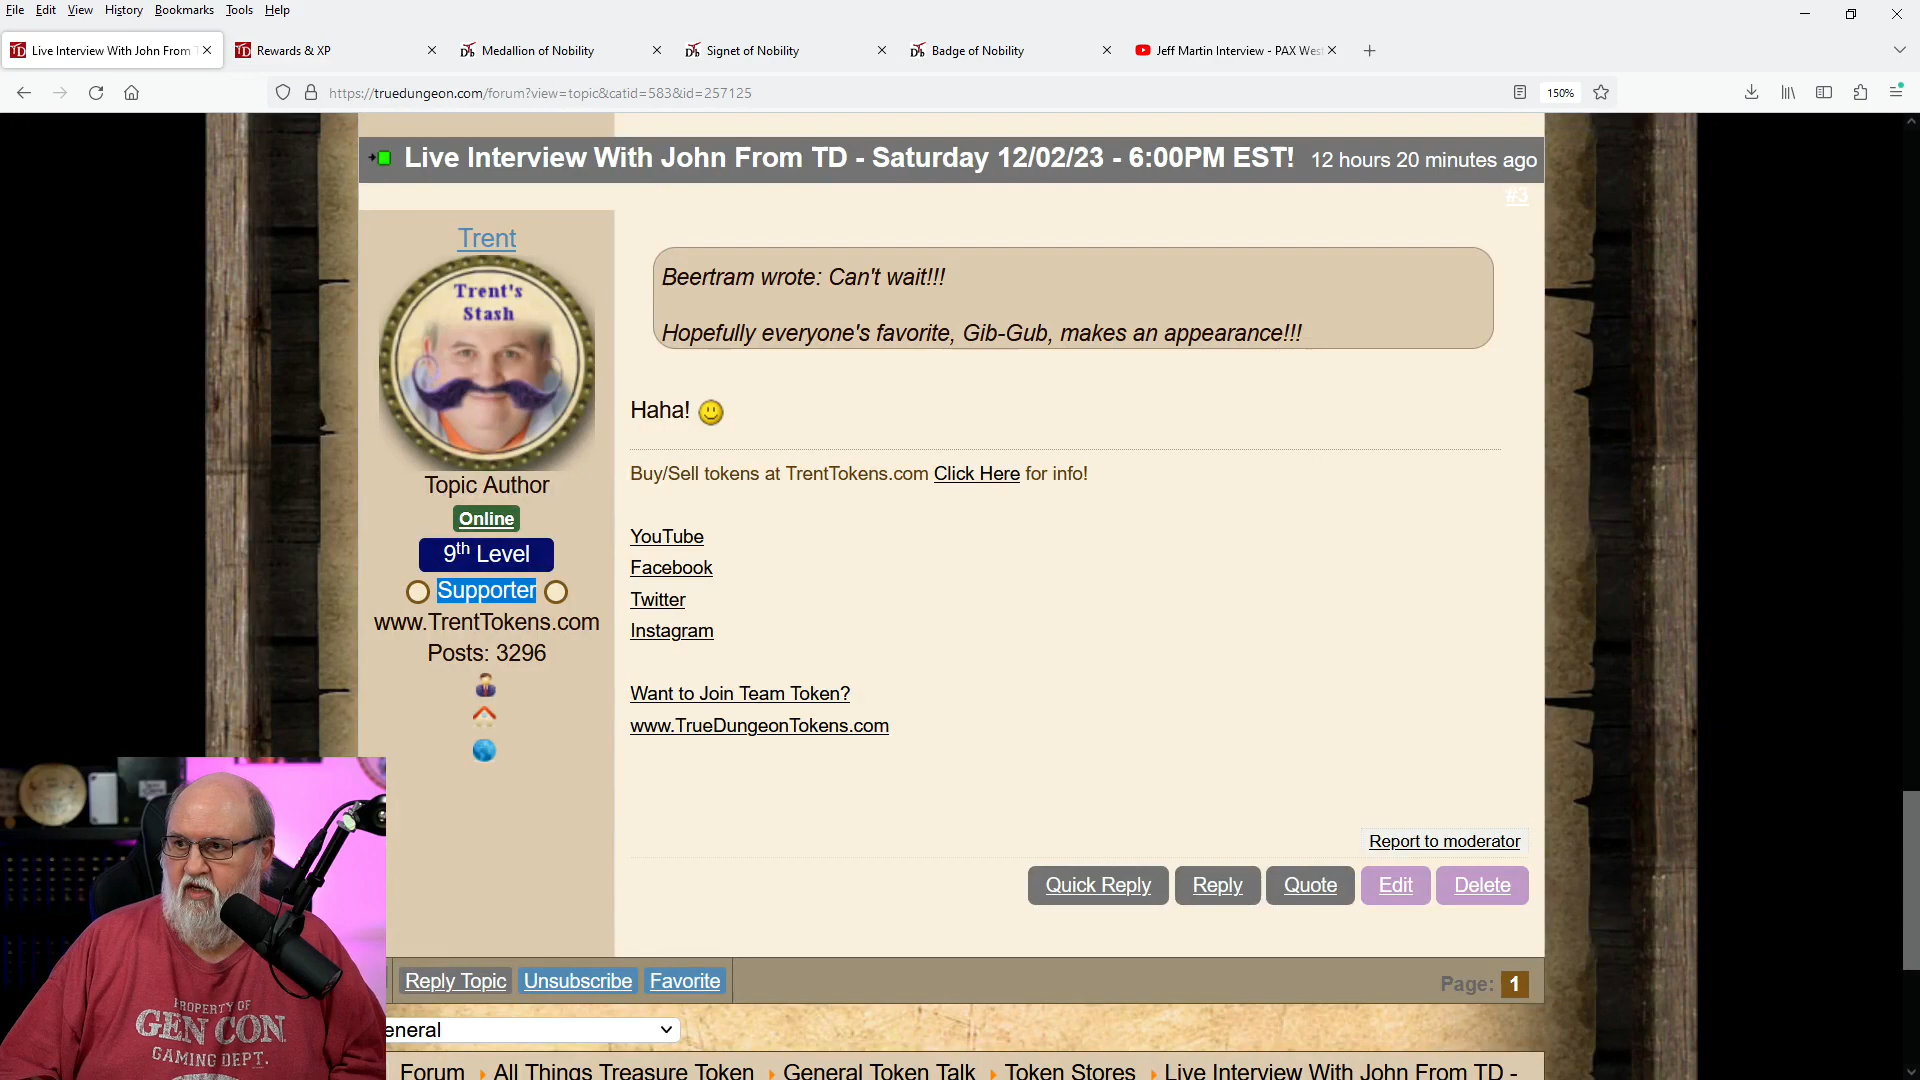 File Edit View History Bookmarks Tools Help
Live Interview With John From T
Rewards & XP
Medallion of Nobility
Signet of Nobility
Badge of Nobility
Jeff Martin Interview - PAX Wes
https://truedungeon.com/forum?view=topic&catid=583&id=257125
150%
Live Interview With John From TD - Saturday 12/02/23 - 6:00PM EST! 12 hours 20 minutes ago
#3
Trent
Trent's
Stash
Topic Author
Online
9th Level
Supporter
www.TrentTokens.com
Posts: 3296
Beertram wrote: Can't wait!!!
Hopefully everyone's favorite, Gib-Gub, makes an appearance!!!
Haha!
Buy/Sell tokens at TrentTokens.com Click Here for info!
YouTube
Facebook
Twitter
Instagram
Want to Join Team Token?
www.TrueDungeonTokens.com
Report to moderator
Quick Reply Reply Quote Edit Delete
Reply Topic Unsubscribe Favorite
Page: 1
eneral
Forum All Things Treasure Token General Token Talk Token Stores Live Interview With John From TD -
PROPERTY OF
GEN CON
GAMING DEPT.